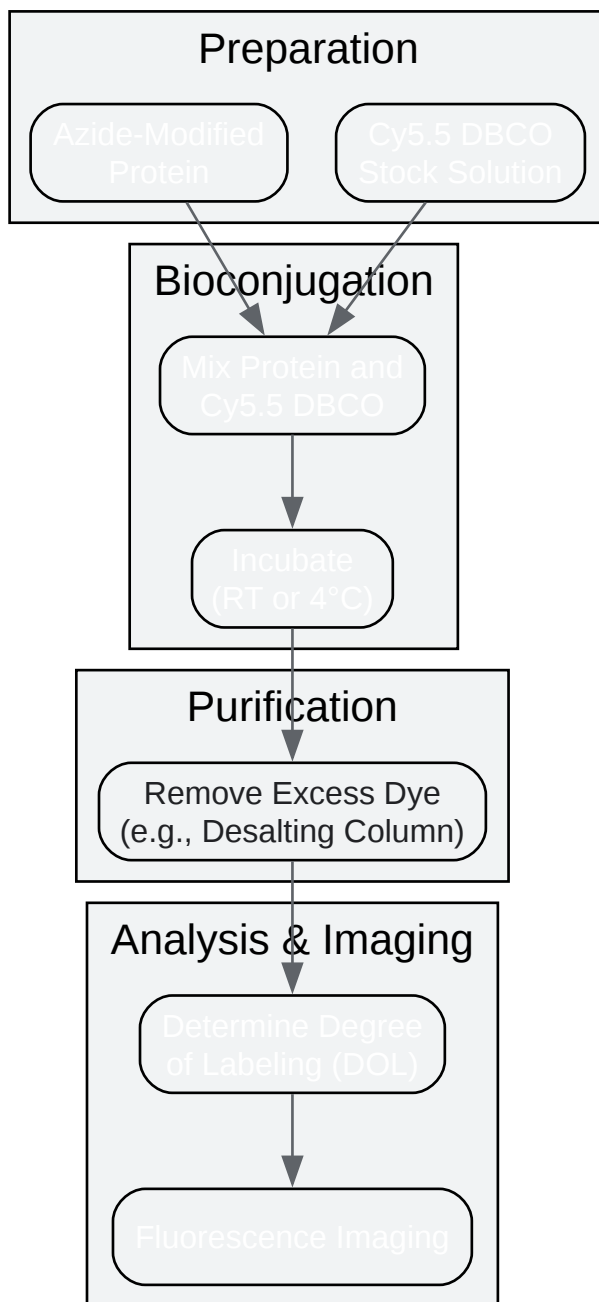 Preparation
Azide-Modified
Protein
Cy5.5 DBCO
Stock Solution
Bioconjugation
Mix Protein and
Cy5.5 DBCO
Incubate
(RT or 4°C)
Purification
Remove Excess Dye
(e.g., Desalting Column)
Analysis & Imaging
Determine Degree
of Labeling (DOL)
Fluorescence Imaging